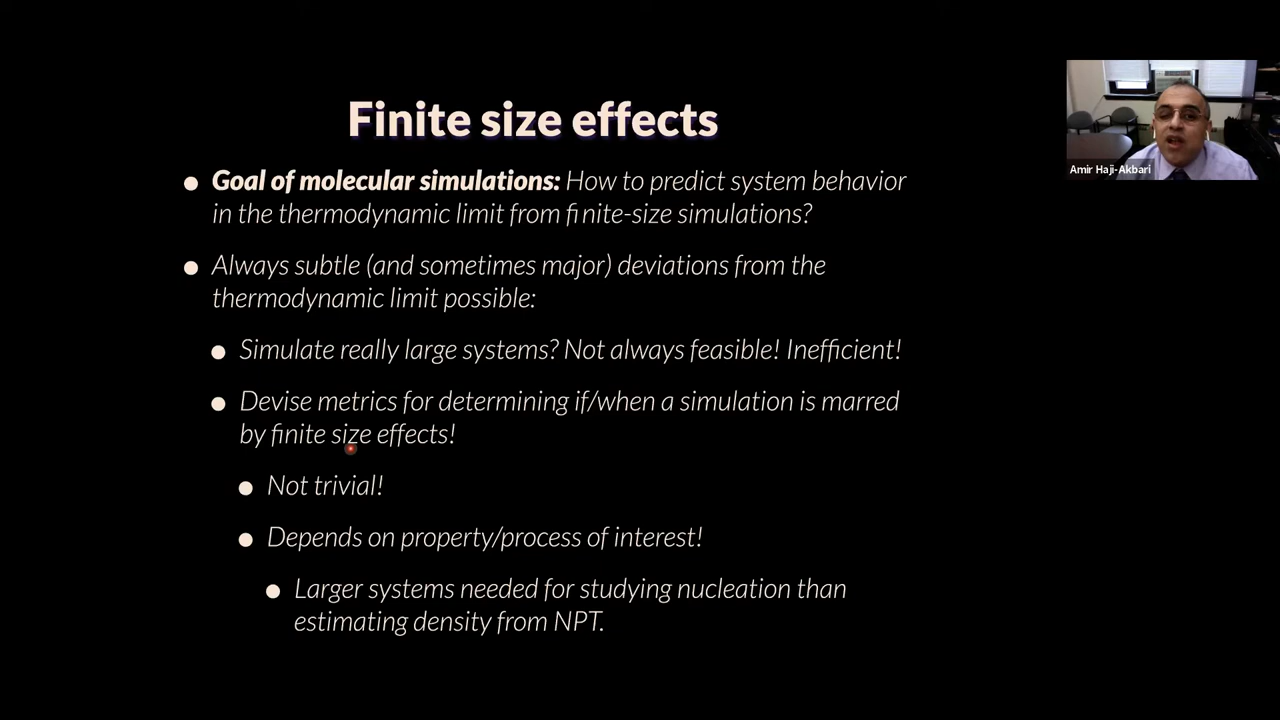 Finite size effects
Amir Haji-Akbari
• Goal of molecular simulations: How to predict system behavior
in the thermodynamic limit from finite-size simulations?
• Always subtle (and sometimes major) deviations from the
thermodynamic limit possible:
• Simulate really large systems? Not always feasible! Inefficient!
• Devise metrics for determining if/when a simulation is marred
by finite size effects!
• Not trivial!
• Depends on property/process of interest!
• Larger systems needed for studying nucleation than
estimating density from NPT.